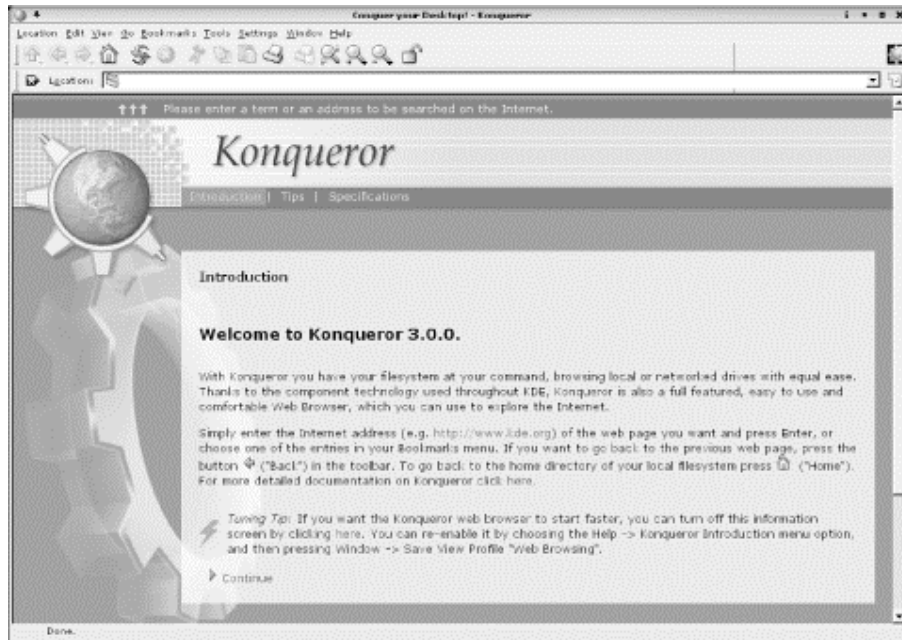 Conquer your Desktop! - Konqueror
Location Edit View Go Bookmarks Tools Settings Window Help
Location:
Please enter a term or an address to be searched on the Internet.
Konqueror
Introduction | Tips | Specifications
Introduction
Welcome to Konqueror 3.0.0.
With Konqueror you have your filesystem at your command, browsing local or networked drives with equal ease.
Thanks to the component technology used throughout KDE, Konqueror is also a full featured, easy to use and
comfortable Web Browser, which you can use to explore the Internet.
Simply enter the Internet address (e.g. http://www.kde.org) of the web page you want and press Enter, or
choose one of the entries in your Bookmarks menu. If you want to go back to the previous web page, press the
button ("Back") in the toolbar. To go back to the home directory of your local filesystem press ("Home").
For more detailed documentation on Konqueror click here.
Tuning Tip: If you want the Konqueror web browser to start faster, you can turn off this information
screen by clicking here. You can re-enable it by choosing the Help -> Konqueror Introduction menu option,
and then pressing Window -> Save View Profile "Web Browsing".
Continue
Done.